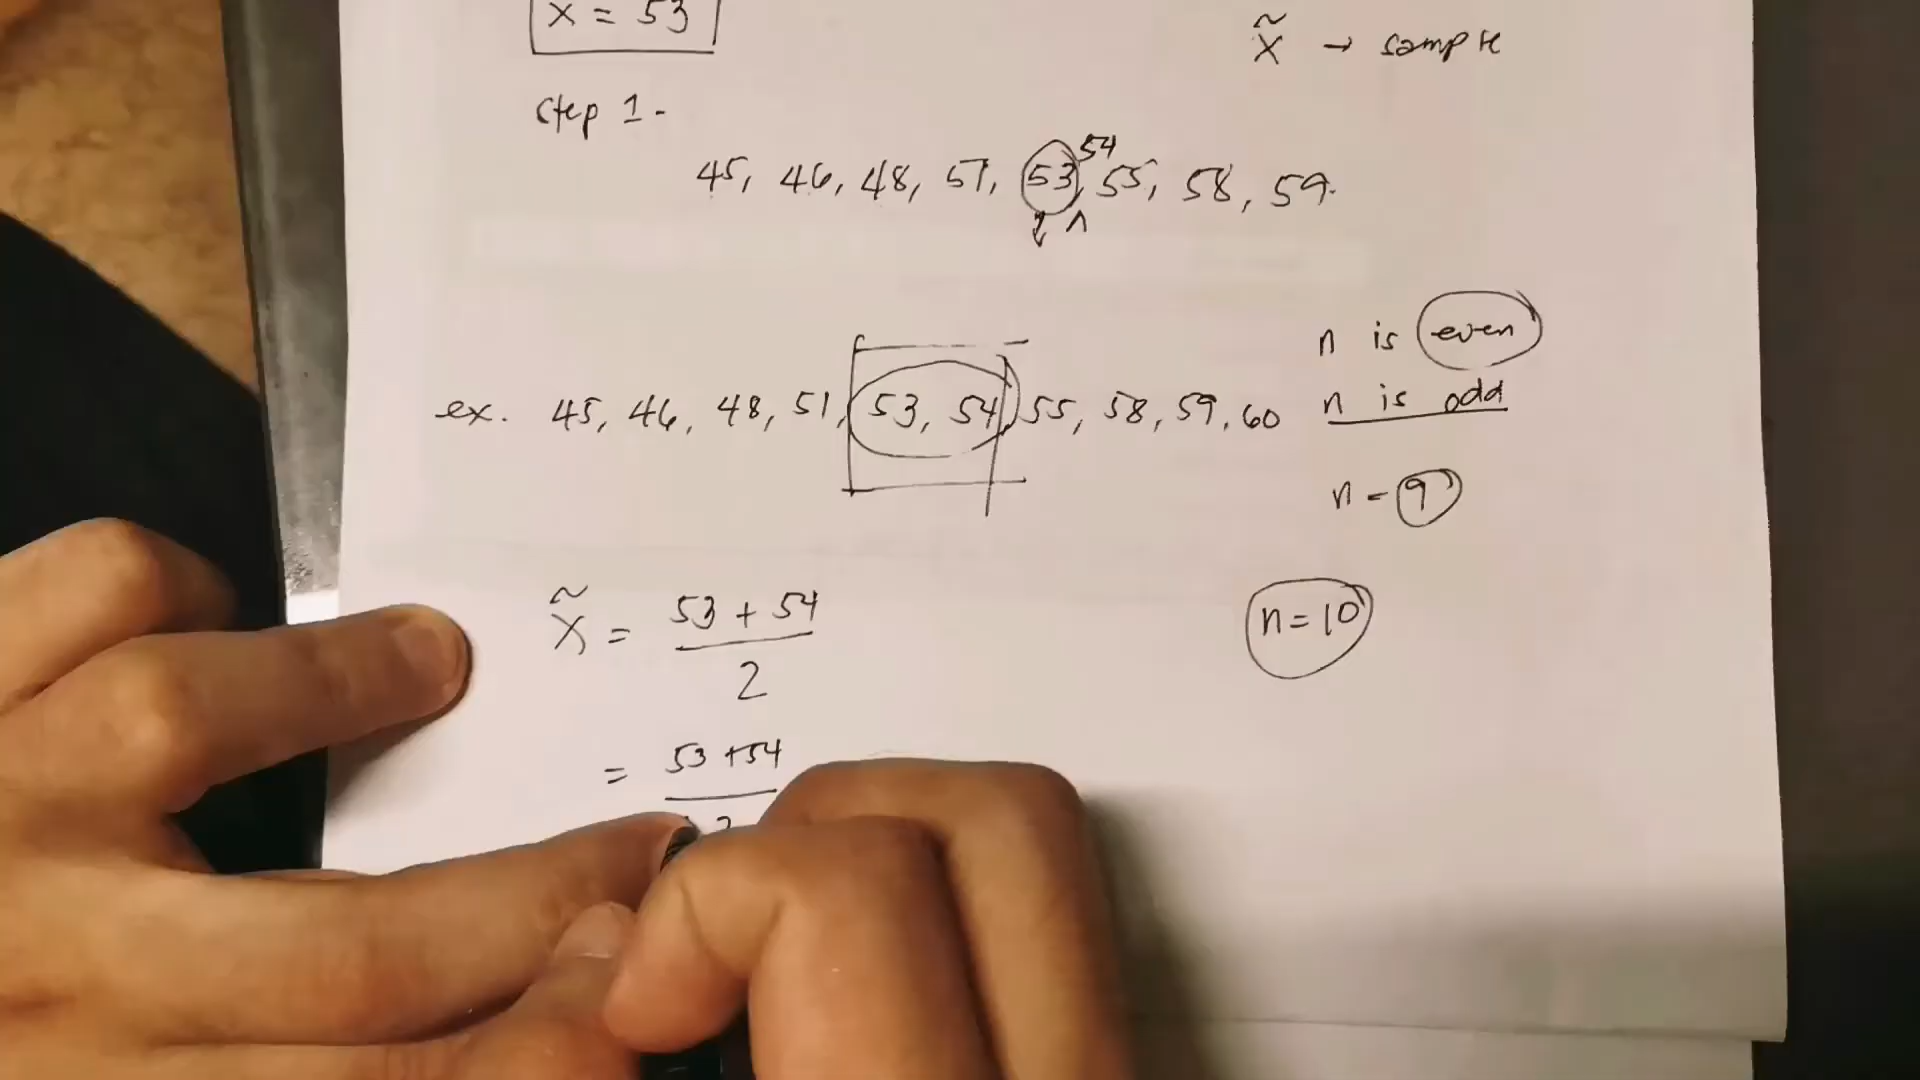 x = 53
x̃ → sample
step 1 -
54
45, 46, 48, 51, 53, 55, 58, 59.
^
n is even
n is odd
ex. 45, 46, 48, 51, 53, 54, 55, 58, 59, 60
n = 9
x̃ = 53 + 54
2
n = 10
= 53 + 54
2